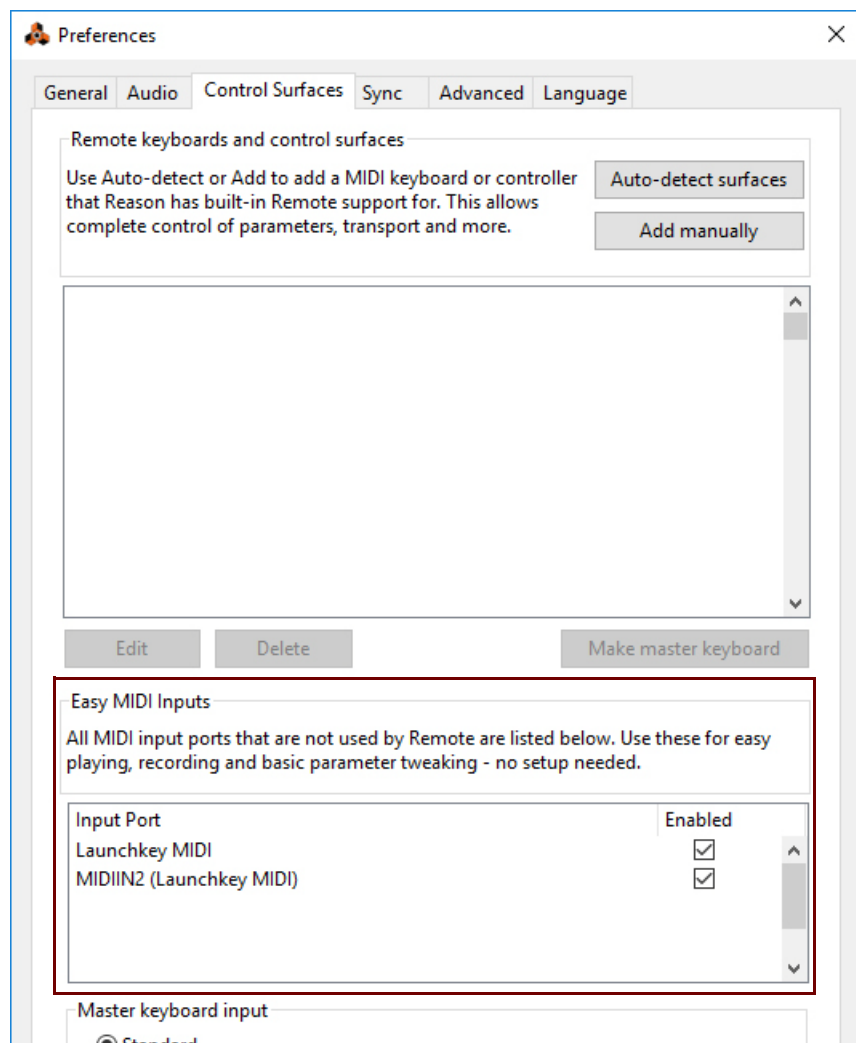 Preferences
General Audio Control Surfaces Sync Advanced Language
Remote keyboards and control surfaces
Use Auto-detect or Add to add a MIDI keyboard or controller
that Reason has built-in Remote support for. This allows
complete control of parameters, transport and more.
Auto-detect surfaces
Add manually
Edit Delete Make master keyboard
Easy MIDI Inputs
All MIDI input ports that are not used by Remote are listed below. Use these for easy
playing, recording and basic parameter tweaking - no setup needed.
Input Port Enabled
Launchkey MIDI
MIDIIN2 (Launchkey MIDI)
Master keyboard input
Standard